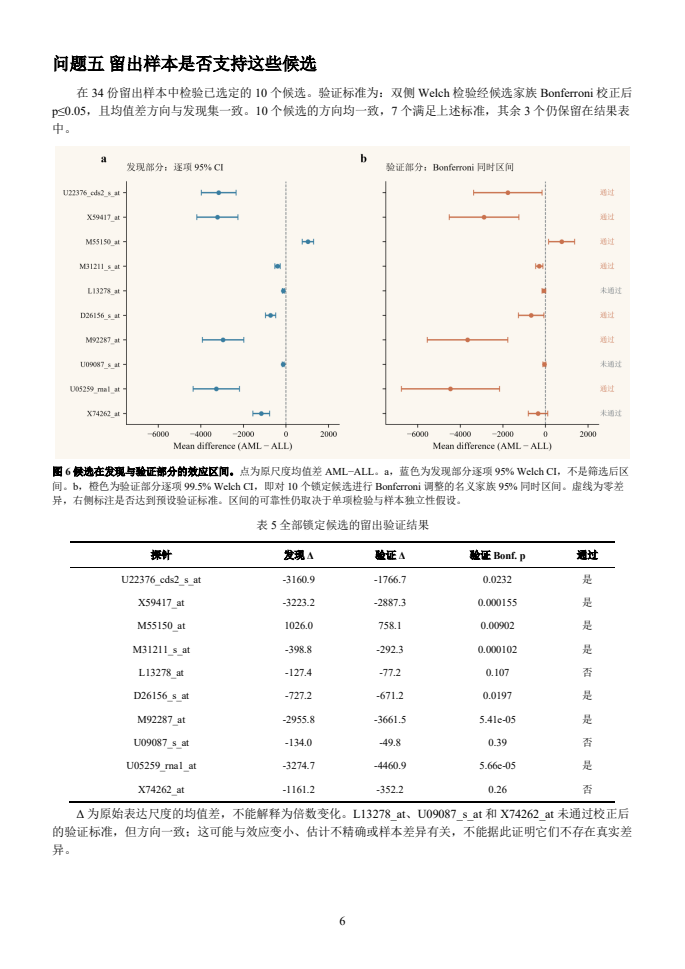 问题五 留出样本是否支持这些候选
在 34 份留出样本中检验已选定的 10 个候选。验证标准为：双侧 Welch 检验经候选家族 Bonferroni 校正后
p≤0.05，且均值差方向与发现集一致。10 个候选的方向均一致，7 个满足上述标准，其余 3 个仍保留在结果表
中。
a
发现部分：逐项 95% CI
b
验证部分：Bonferroni 同时区间
U22376_cds2_s_at
通过
X59417_at
通过
M55150_at
通过
M31211_s_at
通过
L13278_at
未通过
D26156_s_at
通过
M92287_at
通过
U09087_s_at
未通过
U05259_rna1_at
通过
X74262_at
未通过
−6000 −4000 −2000 0 2000
−6000 −4000 −2000 0 2000
Mean difference (AML − ALL)
Mean difference (AML − ALL)
图 6 候选在发现与验证部分的效应区间。点为原尺度均值差 AML−ALL。a，蓝色为发现部分逐项 95% Welch CI，不是筛选后区
间。b，橙色为验证部分逐项 99.5% Welch CI，即对 10 个锁定候选进行 Bonferroni 调整的名义家族 95% 同时区间。虚线为零差
异，右侧标注是否达到预设验证标准。区间的可靠性仍取决于单项检验与样本独立性假设。
表 5 全部锁定候选的留出验证结果
探针 发现 Δ 验证 Δ 验证 Bonf. p 通过
U22376_cds2_s_at -3160.9 -1766.7 0.0232 是
X59417_at -3223.2 -2887.3 0.000155 是
M55150_at 1026.0 758.1 0.00902 是
M31211_s_at -398.8 -292.3 0.000102 是
L13278_at -127.4 -77.2 0.107 否
D26156_s_at -727.2 -671.2 0.0197 是
M92287_at -2955.8 -3661.5 5.41e-05 是
U09087_s_at -134.0 -49.8 0.39 否
U05259_rna1_at -3274.7 -4460.9 5.66e-05 是
X74262_at -1161.2 -352.2 0.26 否
Δ 为原始表达尺度的均值差，不能解释为倍数变化。L13278_at、U09087_s_at 和 X74262_at 未通过校正后
的验证标准，但方向一致；这可能与效应变小、估计不精确或样本差异有关，不能据此证明它们不存在真实差
异。
6